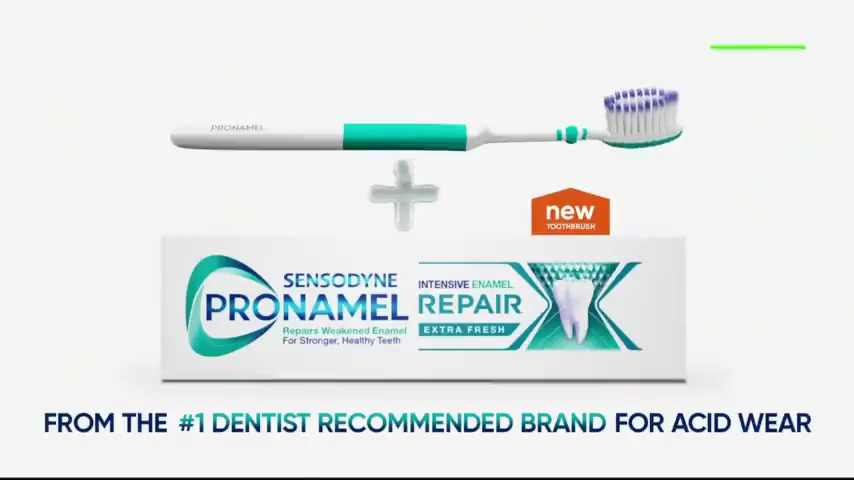 PRONAMEL
new
TOOTHBRUSH
SENSODYNE
PRONAMEL
Repairs Weakened Enamel
For Stronger, Healthy Teeth
INTENSIVE ENAMEL
REPAIR
EXTRA FRESH
FROM THE #1 DENTIST RECOMMENDED BRAND FOR ACID WEAR